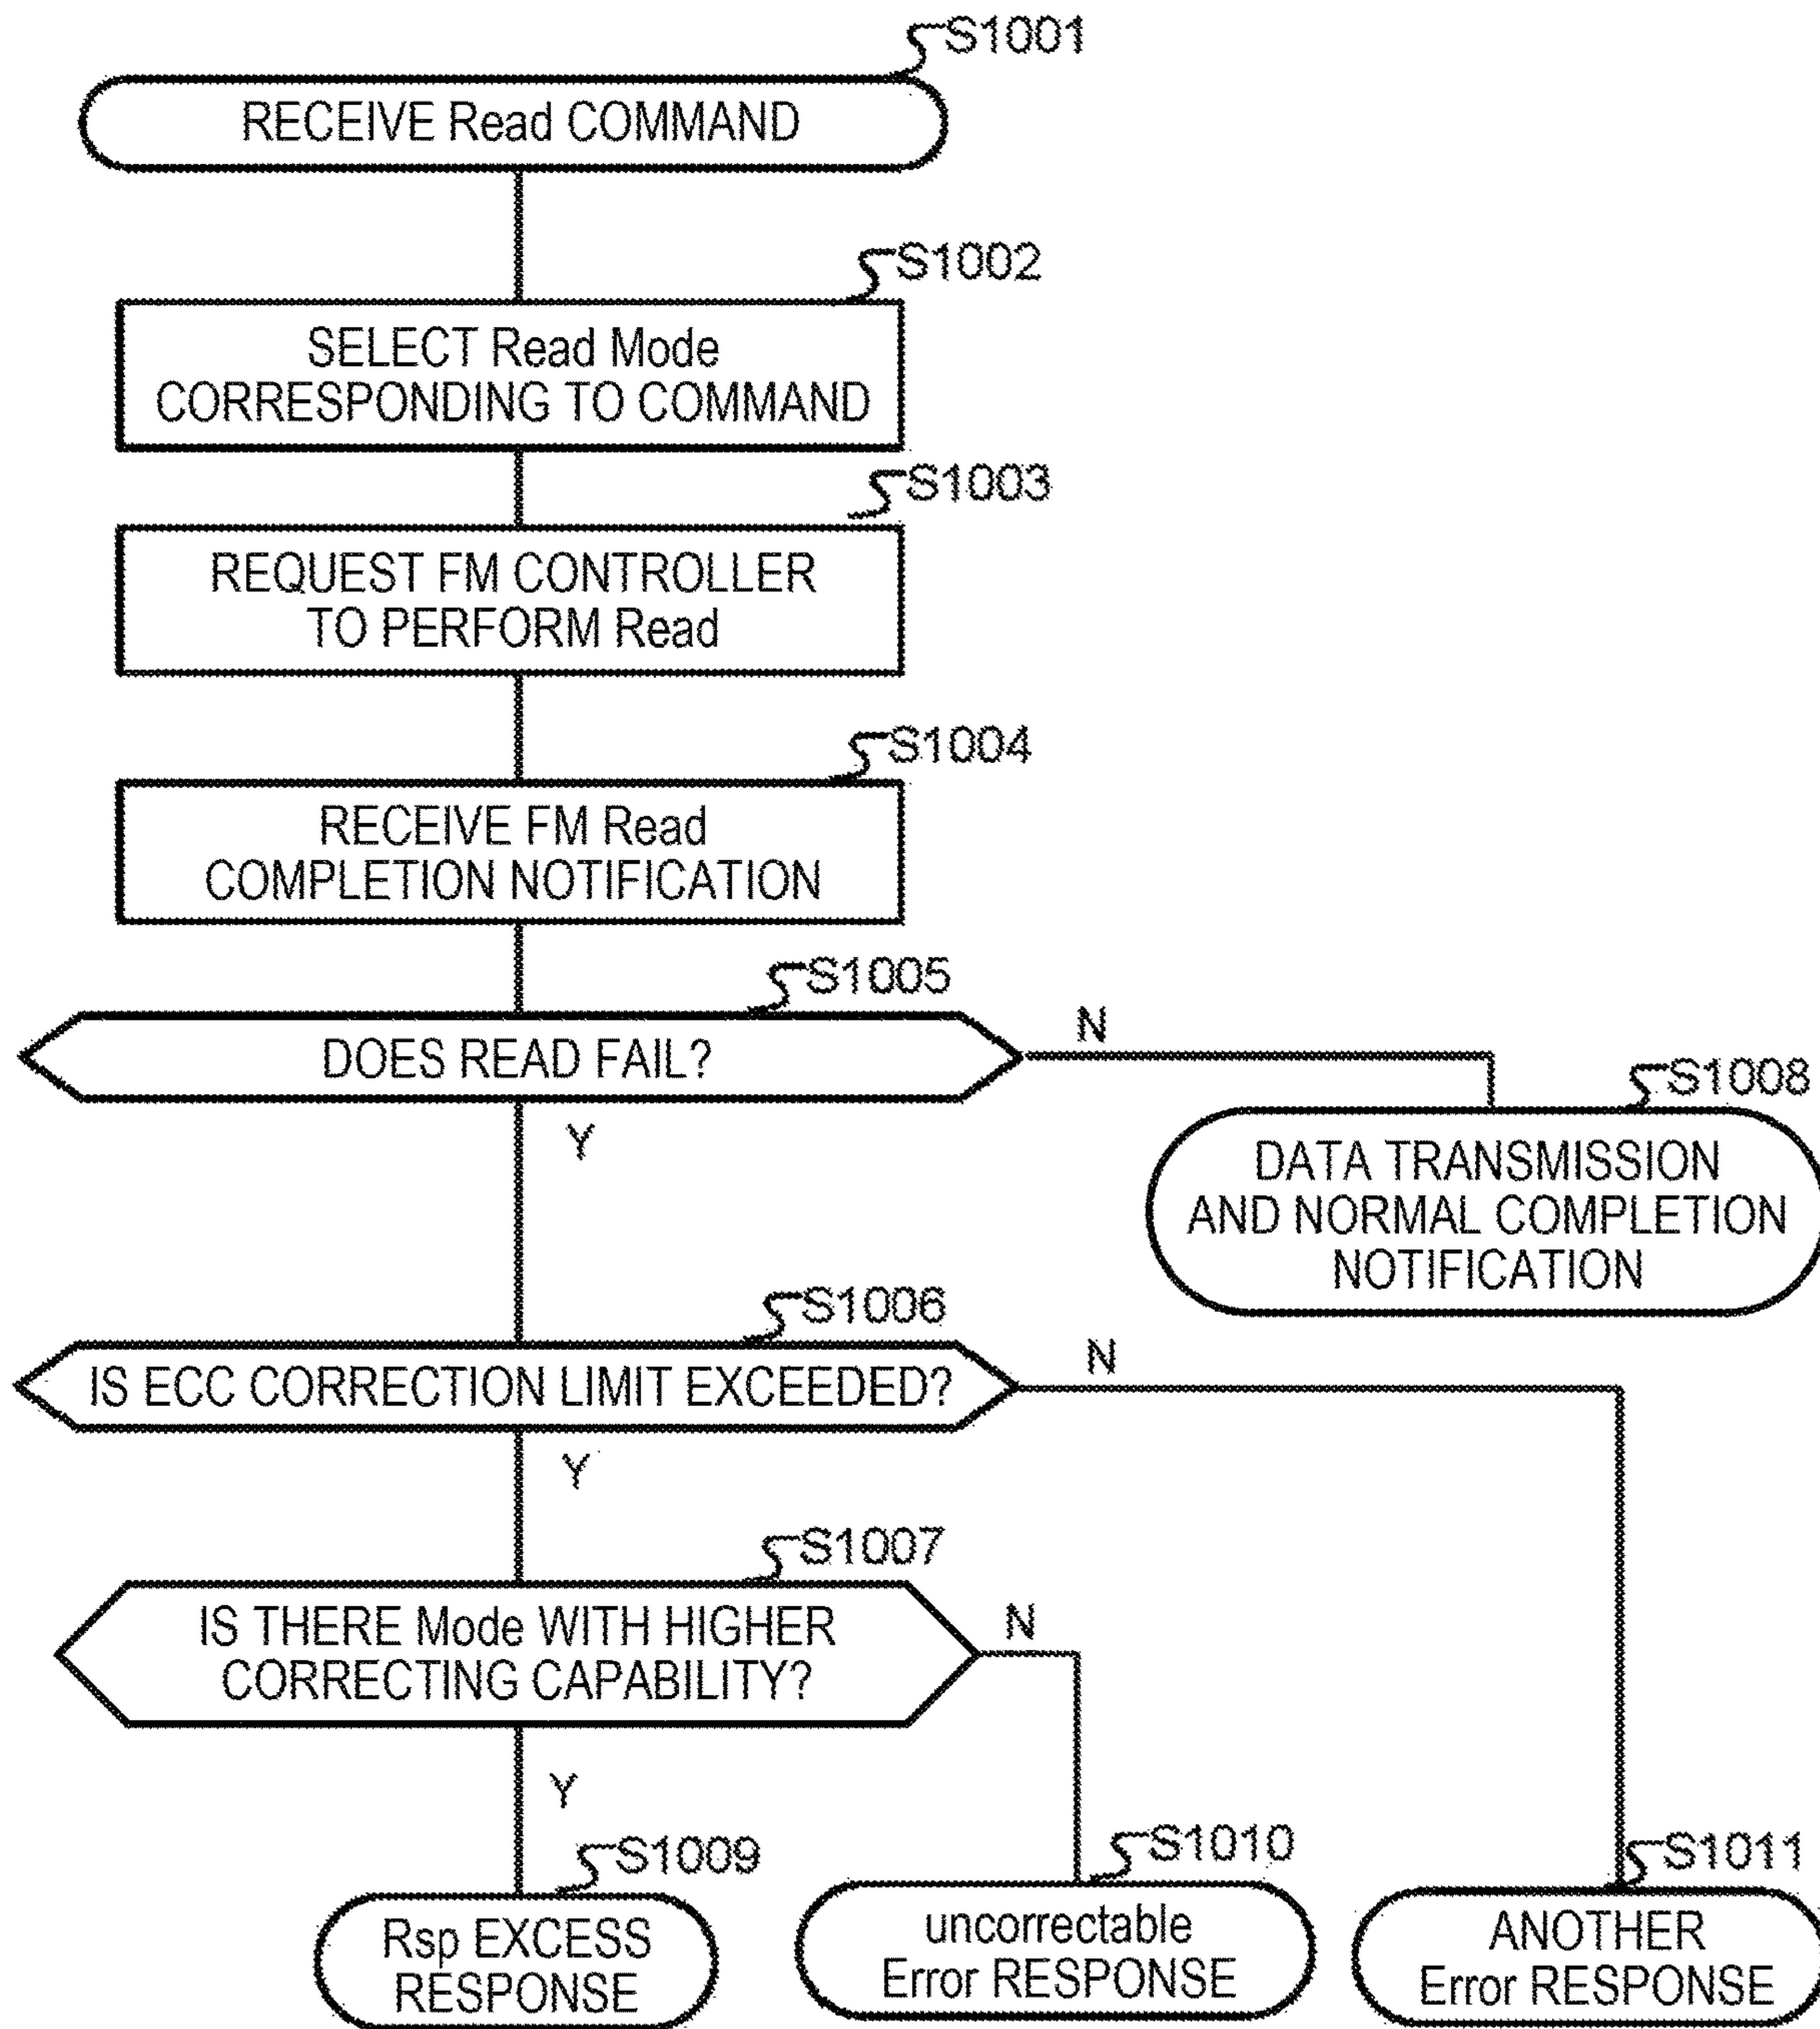 S1001
RECEIVE Read COMMAND
S1002
SELECT Read Mode
CORRESPONDING TO COMMAND
S1003
REQUEST FM CONTROLLER
TO PERFORM Read
S1004
RECEIVE FM Read
COMPLETION NOTIFICATION
S1005
DOES READ FAIL?
N
Y
S1008
DATA TRANSMISSION
AND NORMAL COMPLETION
NOTIFICATION
S1006
IS ECC CORRECTION LIMIT EXCEEDED?
N
Y
S1007
IS THERE Mode WITH HIGHER
CORRECTING CAPABILITY?
N
Y
S1009
Rsp EXCESS
RESPONSE
S1010
uncorrectable
Error RESPONSE
S1011
ANOTHER
Error RESPONSE